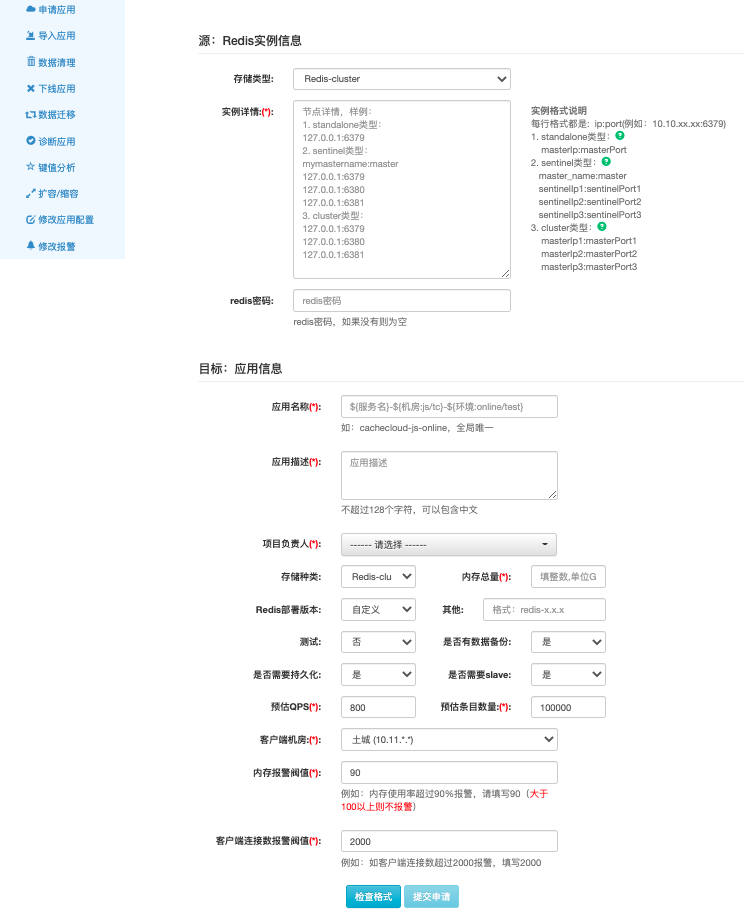 申请应用
导入应用
数据清理
下线应用
数据迁移
诊断应用
键值分析
扩容/缩容
修改应用配置
修改报警
源：Redis实例信息
存储类型: Redis-cluster
实例详情:(*):
节点详情，样例：
1. standalone类型：
127.0.0.1:6379
2. sentinel类型：
mymastername:master
127.0.0.1:6379
127.0.0.1:6380
127.0.0.1:6381
3. cluster类型：
127.0.0.1:6379
127.0.0.1:6380
127.0.0.1:6381
实例格式说明
每行格式都是: ip:port(例如：10.10.xx.xx:6379)
1. standalone类型：
masterIp:masterPort
2. sentinel类型：
master_name:master
sentinelIp1:sentinelPort1
sentinelIp2:sentinelPort2
sentinelIp3:sentinelPort3
3. cluster类型：
masterIp1:masterPort1
masterIp2:masterPort2
masterIp3:masterPort3
redis密码: redis密码
redis密码，如果没有则为空
目标：应用信息
应用名称(*): ${服务名}-${机房:js/tc}-${环境:online/test}
如：cachecloud-js-online，全局唯一
应用描述(*): 应用描述
不超过128个字符，可以包含中文
项目负责人(*): ------ 请选择 ------
存储种类: Redis-clu 内存总量(*): 填整数,单位G
Redis部署版本: 自定义 其他: 格式：redis-x.x.x
测试: 否 是否有数据备份: 是
是否需要持久化: 是 是否需要slave: 是
预估QPS(*): 800 预估条目数量:(*): 100000
客户端机房:(*): 土城 (10.11.*.*)
内存报警阀值(*): 90
例如：内存使用率超过90%报警，请填写90（大于
100以上则不报警）
客户端连接数报警阀值(*): 2000
例如：如客户端连接数超过2000报警，填写2000
检查格式 提交申请